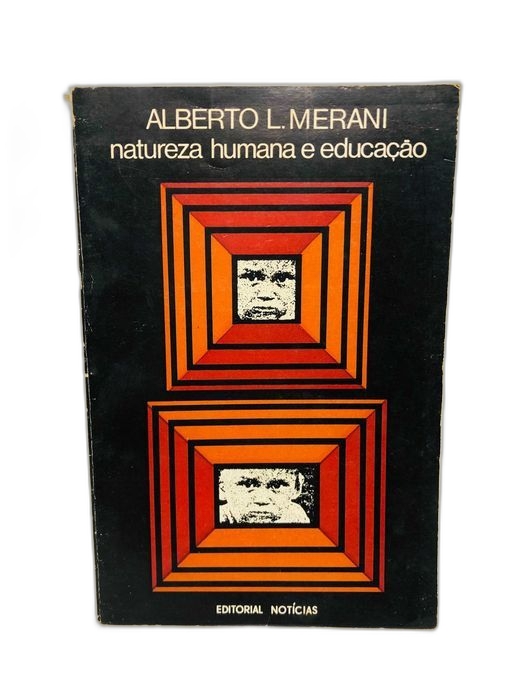 ALBERTO L. MERANI
natureza humana e educação
EDITORIAL NOTÍCIAS